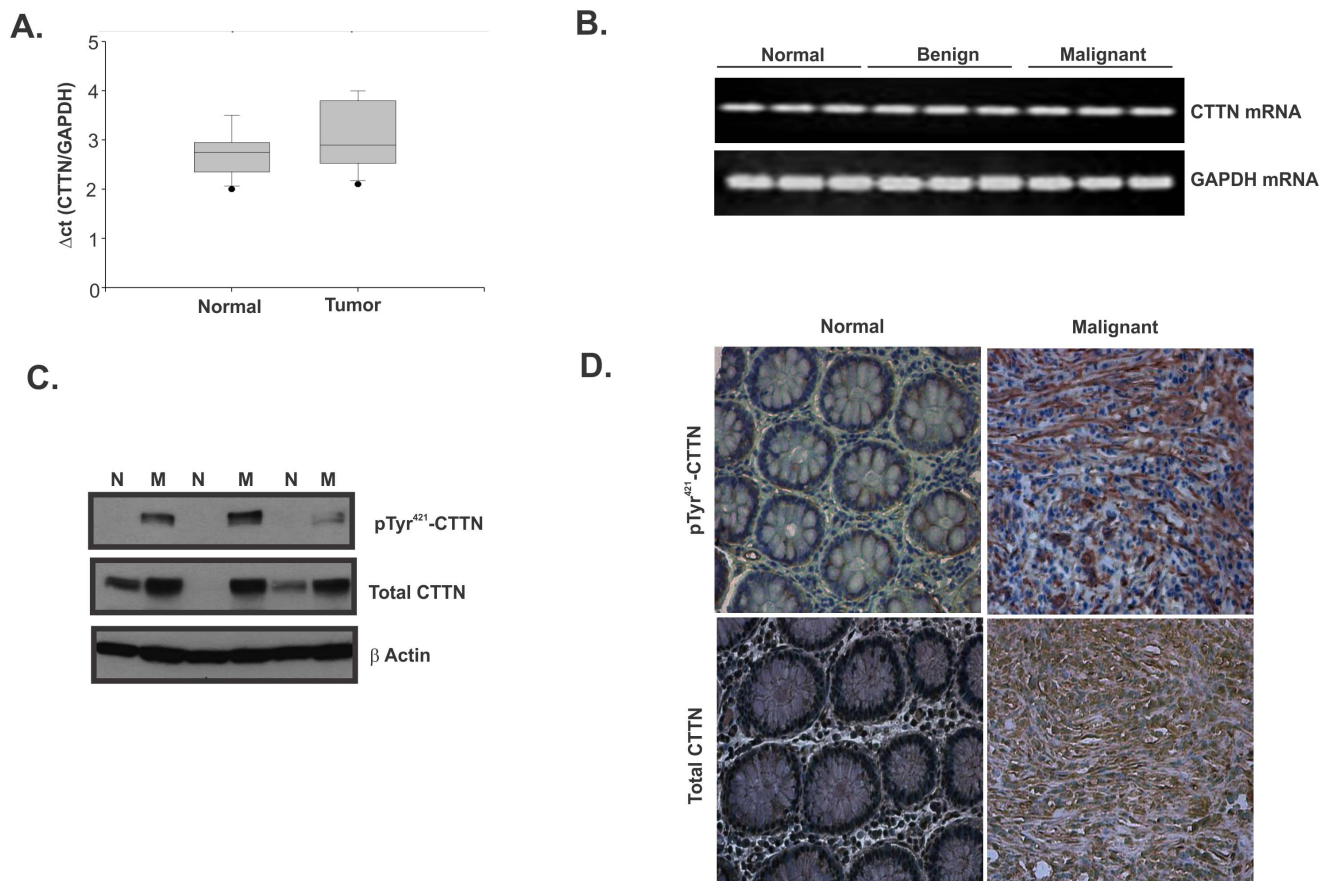 A.
5
4
3
2
1
0
Δct (CTTN/GAPDH)
Normal
Tumor
B.
Normal Benign Malignant
CTTN mRNA
GAPDH mRNA
C.
N M N M N M
pTyr⁴²¹-CTTN
Total CTTN
β Actin
D.
Normal Malignant
pTyr⁴²¹-CTTN
Total CTTN